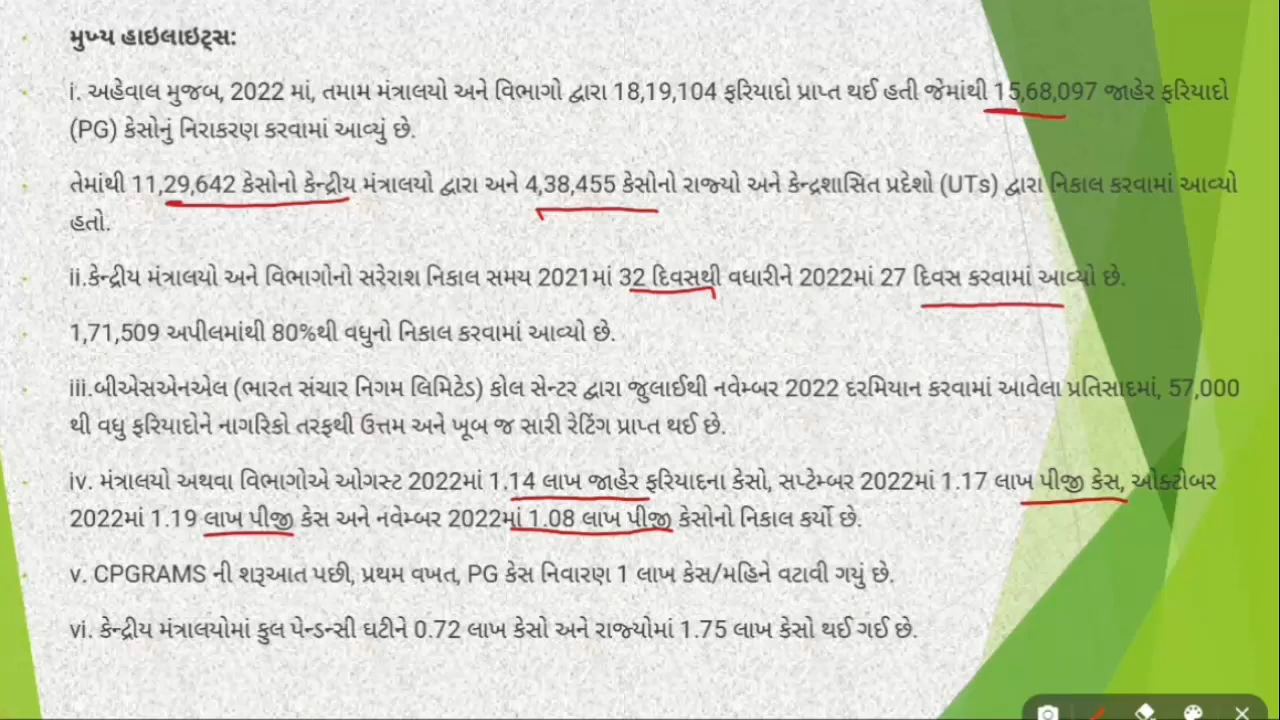 મુખ્ય હાઇલાઇટ્સ:
i. અહેવાલ મુજબ, 2022 માં, તમામ મંત્રાલયો અને વિભાગો દ્વારા 18,19,104 ફરિયાદો પ્રાપ્ત થઈ હતી જેમાંથી 15,68,097 જાહેર ફરિયાદો
(PG) કેસોનું નિરાકરણ કરવામાં આવ્યું છે.
તેમાંથી 11,29,642 કેસોનો કેન્દ્રીય મંત્રાલયો દ્વારા અને 4,38,455 કેસોનો રાજ્યો અને કેન્દ્રશાસિત પ્રદેશો (UTs) દ્વારા નિકાલ કરવામાં આવ્યો
હતો.
ii.કેન્દ્રીય મંત્રાલયો અને વિભાગોનો સરેરાશ નિકાલ સમય 2021માં 32 દિવસથી વધારીને 2022માં 27 દિવસ કરવામાં આવ્યો છે.
1,71,509 અપીલમાંથી 80%થી વધુનો નિકાલ કરવામાં આવ્યો છે.
iii.બીએસએનએલ (ભારત સંચાર નિગમ લિમિટેડ) કોલ સેન્ટર દ્વારા જુલાઈથી નવેમ્બર 2022 દરમિયાન કરવામાં આવેલા પ્રતિસાદમાં, 57,000
થી વધુ ફરિયાદોને નાગરિકો તરફથી ઉત્તમ અને ખૂબ જ સારી રેટિંગ પ્રાપ્ત થઈ છે.
iv. મંત્રાલયો અથવા વિભાગોએ ઓગસ્ટ 2022માં 1.14 લાખ જાહેર ફરિયાદના કેસો, સપ્ટેમ્બર 2022માં 1.17 લાખ પીજી કેસ, ઓક્ટોબર
2022માં 1.19 લાખ પીજી કેસ અને નવેમ્બર 2022માં 1.08 લાખ પીજી કેસોનો નિકાલ કર્યો છે.
v. CPGRAMS ની શરૂઆત પછી, પ્રથમ વખત, PG કેસ નિવારણ 1 લાખ કેસ/મહિને વટાવી ગયું છે.
vi. કેન્દ્રીય મંત્રાલયોમાં કુલ પેન્ડન્સી ઘટીને 0.72 લાખ કેસો અને રાજ્યોમાં 1.75 લાખ કેસો થઈ ગઈ છે.